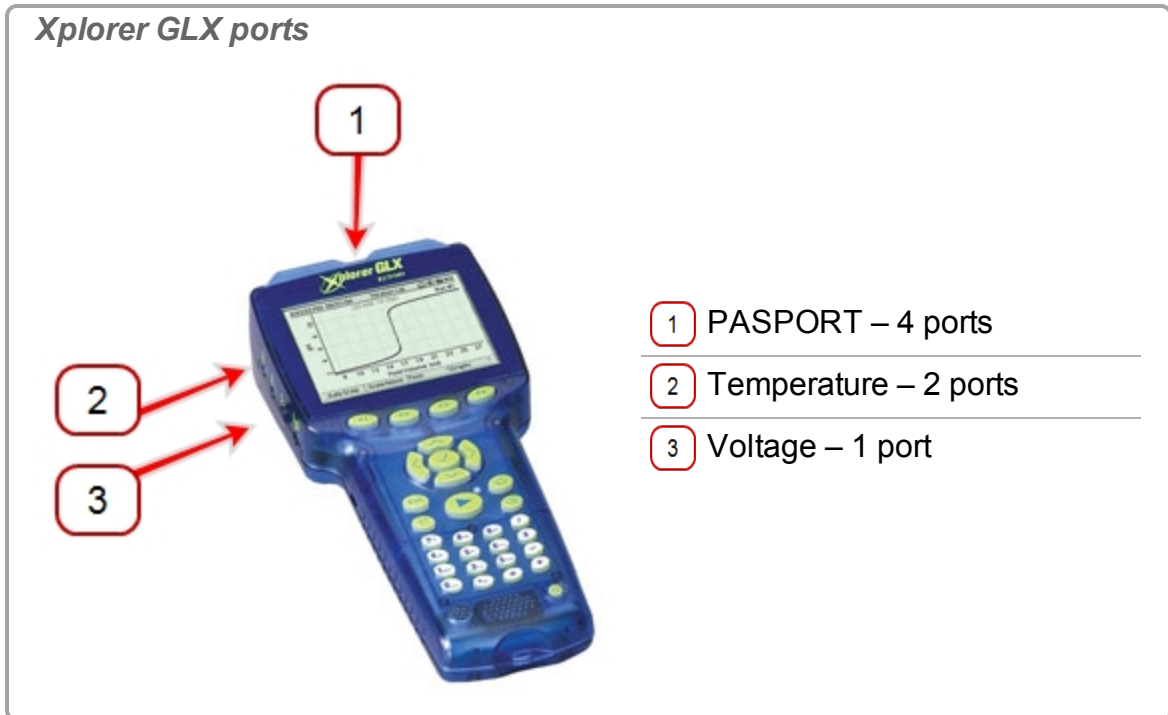 Xplorer GLX ports
1
Xplorer GLX
2
3
1 PASPORT – 4 ports
2 Temperature – 2 ports
3 Voltage – 1 port